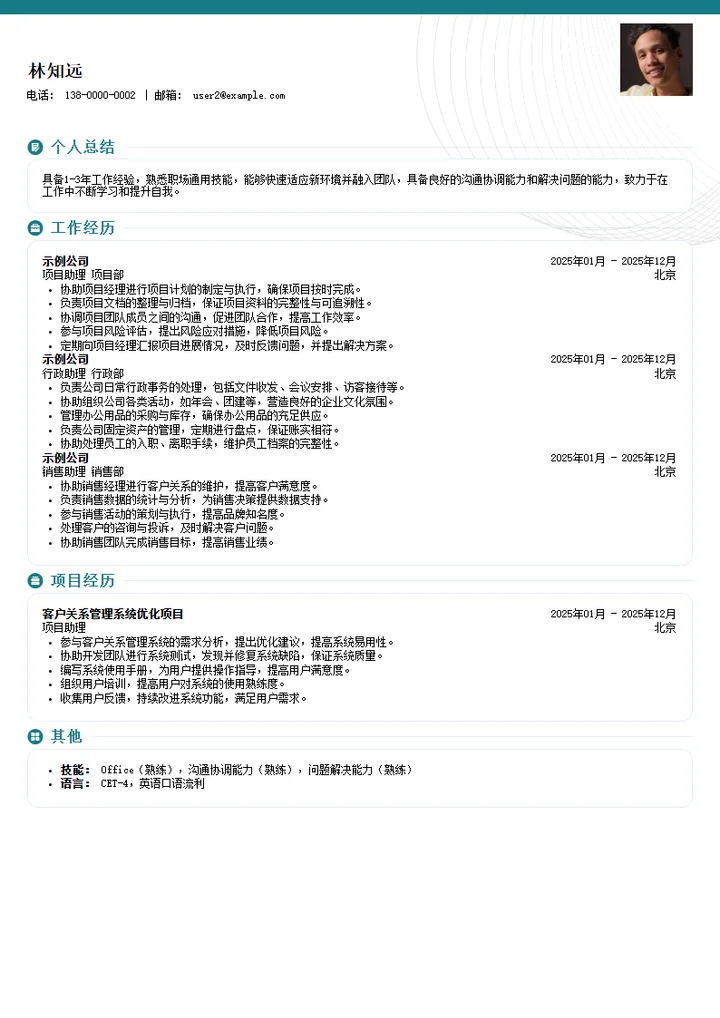 林知远
电话： 138-0000-0002 | 邮箱： user2@example.com
个人总结
具备1-3年工作经验，熟悉职场通用技能，能够快速适应新环境并融入团队，具备良好的沟通协调能力和解决问题的能力，致力于在
工作中不断学习和提升自我。
工作经历
示例公司 2025年01月 - 2025年12月
项目助理 项目部 北京
• 协助项目经理进行项目计划的制定与执行，确保项目按时完成。
• 负责项目文档的整理与归档，保证项目资料的完整性与可追溯性。
• 协调项目团队成员之间的沟通，促进团队合作，提高工作效率。
• 参与项目风险评估，提出风险应对措施，降低项目风险。
• 定期向项目经理汇报项目进展情况，及时反馈问题，并提出解决方案。
示例公司 2025年01月 - 2025年12月
行政助理 行政部 北京
• 负责公司日常行政事务的处理，包括文件收发、会议安排、访客接待等。
• 协助组织公司各类活动，如年会、团建等，营造良好的企业文化氛围。
• 管理办公用品的采购与库存，确保办公用品的充足供应。
• 负责公司固定资产的管理，定期进行盘点，保证账实相符。
• 协助处理员工的入职、离职手续，维护员工档案的完整性。
示例公司 2025年01月 - 2025年12月
销售助理 销售部 北京
• 协助销售经理进行客户关系的维护，提高客户满意度。
• 负责销售数据的统计与分析，为销售决策提供数据支持。
• 参与销售活动的策划与执行，提高品牌知名度。
• 处理客户的咨询与投诉，及时解决客户问题。
• 协助销售团队完成销售目标，提高销售业绩。
项目经历
客户关系管理系统优化项目 2025年01月 - 2025年12月
项目助理 北京
• 参与客户关系管理系统的需求分析，提出优化建议，提高系统易用性。
• 协助开发团队进行系统测试，发现并修复系统缺陷，保证系统质量。
• 编写系统使用手册，为用户提供操作指导，提高用户满意度。
• 组织用户培训，提高用户对系统的使用熟练度。
• 收集用户反馈，持续改进系统功能，满足用户需求。
其他
• 技能： Office（熟练），沟通协调能力（熟练），问题解决能力（熟练）
• 语言： CET-4，英语口语流利